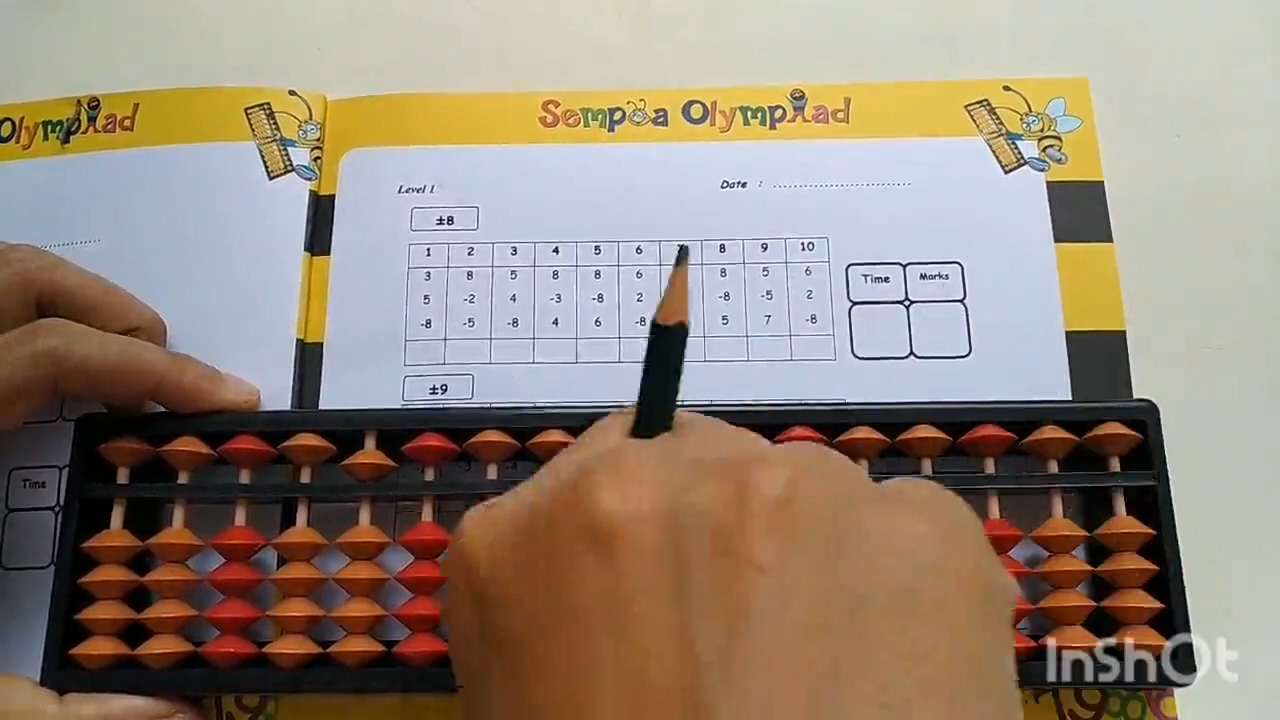 Olympiad
Sempoa Olympiad
Level 1
Date : ..............................
±8
1 2 3 4 5 6 7 8 9 10
3 8 5 8 8 6 8 5 6
5 -2 4 -3 -8 2 -8 -5 2
-8 -5 -8 4 6 -8 5 7 -8
Time Marks
±9
Time
InShOt